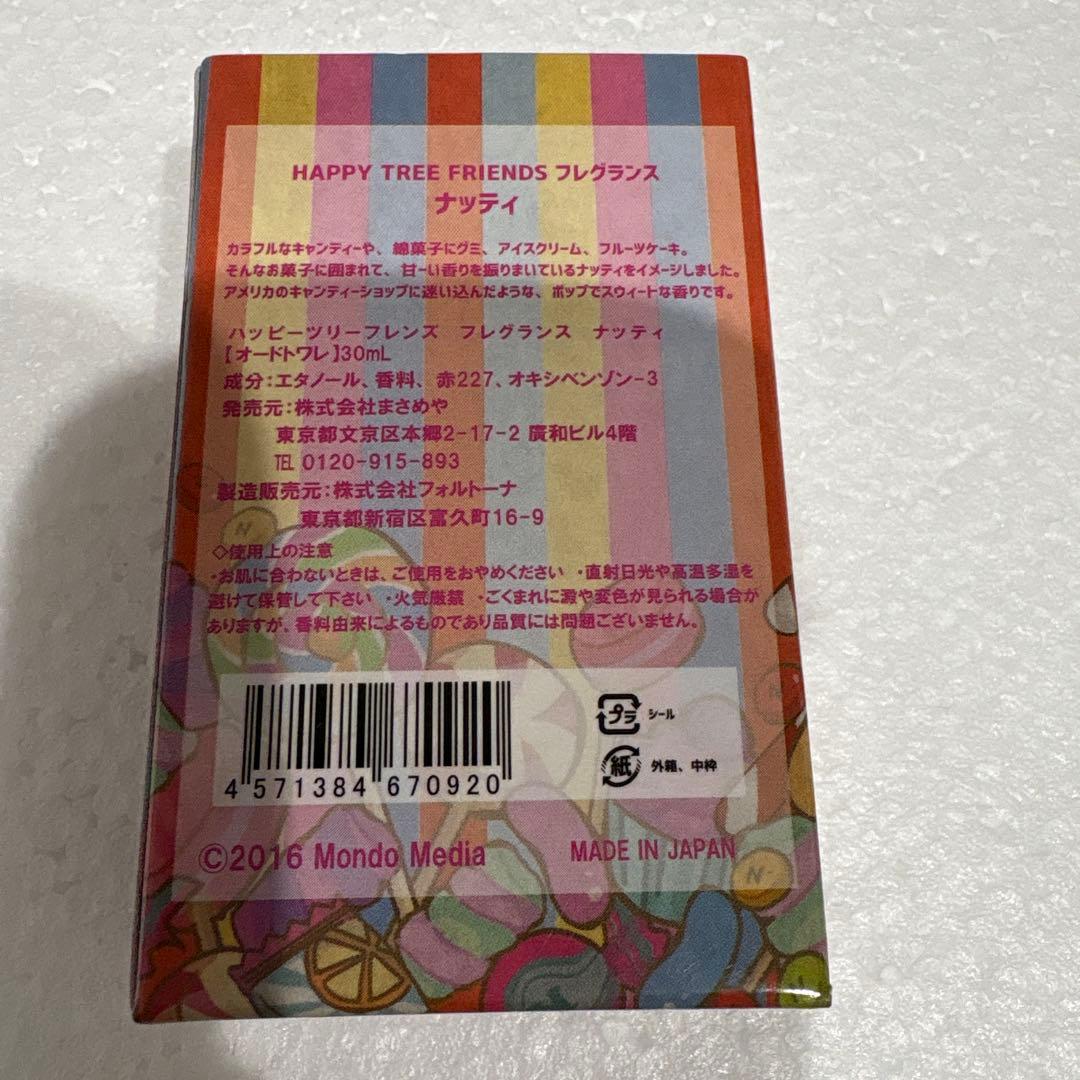 HAPPY TREE FRIENDS フレグランス
ナッティ
カラフルなキャンディーや、綿菓子にグミ、アイスクリーム、フルーツケーキ。
そんなお菓子に囲まれて、甘ーい香りを振りまいているナッティをイメージしました。
アメリカのキャンディーショップに迷い込んだような、ポップでスウィートな香りです。
ハッピーツリーフレンズ フレグランス ナッティ
【オードトワレ】30mL
成分：エタノール、香料、赤227、オキシベンゾン-3
発売元：株式会社まさめや
東京都文京区本郷2-17-2 廣和ビル4階
TEL 0120-915-893
製造販売元：株式会社フォルトーナ
東京都新宿区富久町16-9
◇使用上の注意
・お肌に合わないときは、ご使用をおやめください ・直射日光や高温多湿を
避けて保管して下さい ・火気厳禁 ・ごくまれに澱や変色が見られる場合が
ありますが、香料由来によるものであり品質には問題ございません。
プラ シール
紙 外箱、中枠
4 571384 670920
©2016 Mondo Media
MADE IN JAPAN
N
N